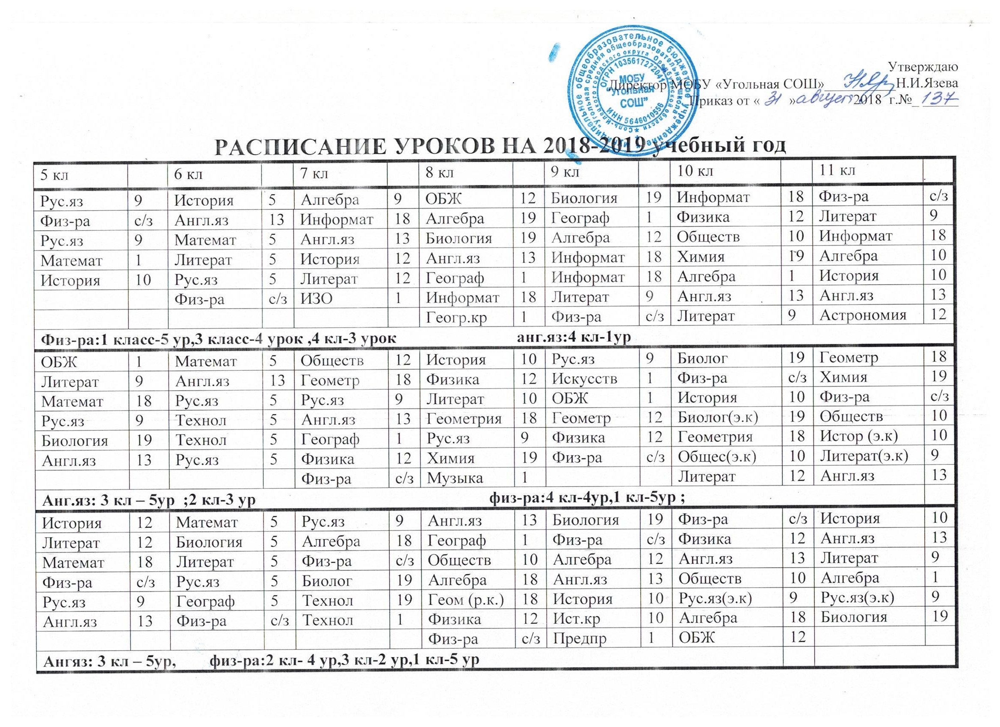 муниципальное общеобразовательное бюджетное учреждение
"Угольная средняя общеобразовательная школа"
Соль-Илецкого городского округа Оренбургской области
ОГРН 1035617272041
МОБУ
"Угольная
СОШ"
ИНН 5646010556
Утверждаю
Директор МОБУ «Угольная СОШ»____________Н.И.Язева
Приказ от « 31 »август 2018 г.№_ 137
РАСПИСАНИЕ УРОКОВ НА 2018-2019 учебный год
5 кл 6 кл 7 кл 8 кл 9 кл 10 кл 11 кл
Рус.яз 9 История 5 Алгебра 9 ОБЖ 12 Биология 19 Информат 18 Физ-ра с/з
Физ-ра с/з Англ.яз 13 Информат 18 Алгебра 19 Географ 1 Физика 12 Литерат 9
Рус.яз 9 Математ 5 Англ.яз 13 Биология 19 Алгебра 12 Обществ 10 Информат 18
Математ 1 Литерат 5 История 12 Англ.яз 13 Информат 18 Химия 19 Алгебра 10
История 10 Рус.яз 5 Литерат 12 Географ 1 Информат 18 Алгебра 1 История 10
Физ-ра с/з ИЗО 1 Информат 18 Литерат 9 Англ.яз 13 Англ.яз 13
Геогр.кр 1 Физ-ра с/з Литерат 9 Астрономия 12
Физ-ра:1 класс-5 ур,3 класс-4 урок ,4 кл-3 урок анг.яз:4 кл-1ур
ОБЖ 1 Математ 5 Обществ 12 История 10 Рус.яз 9 Биолог 19 Геометр 18
Литерат 9 Англ.яз 13 Геометр 18 Физика 12 Искусств 1 Физ-ра с/з Химия 19
Математ 18 Рус.яз 5 Рус.яз 9 Литерат 10 ОБЖ 1 История 10 Физ-ра с/з
Рус.яз 9 Технол 5 Англ.яз 13 Геометрия 18 Геометр 12 Биолог(э.к) 19 Обществ 10
Биология 19 Технол 5 Географ 1 Рус.яз 9 Физика 12 Геометрия 18 Истор (э.к) 10
Англ.яз 13 Рус.яз 5 Физика 12 Химия 19 Физ-ра с/з Общес(э.к) 10 Литерат(э.к) 9
Физ-ра с/з Музыка 1 Литерат 12 Англ.яз 13
Анг.яз: 3 кл – 5ур ;2 кл-3 ур физ-ра:4 кл-4ур,1 кл-5ур ;
История 12 Математ 5 Рус.яз 9 Англ.яз 13 Биология 19 Физ-ра с/з История 10
Литерат 12 Биология 5 Алгебра 18 Географ 1 Физ-ра с/з Физика 12 Англ.яз 13
Математ 18 Литерат 5 Физ-ра с/з Обществ 10 Алгебра 12 Англ.яз 13 Литерат 9
Физ-ра с/з Рус.яз 5 Биолог 19 Алгебра 18 Англ.яз 13 Обществ 10 Алгебра 1
Рус.яз 9 Географ 5 Технол 19 Геом (р.к.) 18 История 10 Рус.яз(э.к) 9 Рус.яз(э.к) 9
Англ.яз 13 Физ-ра с/з Технол 1 Физика 12 Ист.кр 10 Алгебра 18 Биология 19
Физ-ра с/з Предпр 1 ОБЖ 12
Ангяз: 3 кл – 5ур, физ-ра:2 кл- 4 ур,3 кл-2 ур,1 кл-5 ур